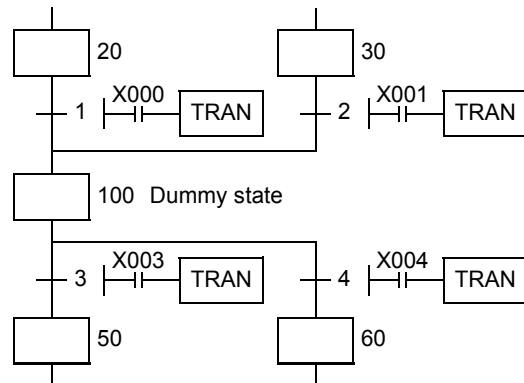 20 30
X000 X001
1 TRAN 2 TRAN
100 Dummy state
X003 X004
3 TRAN 4 TRAN
50 60